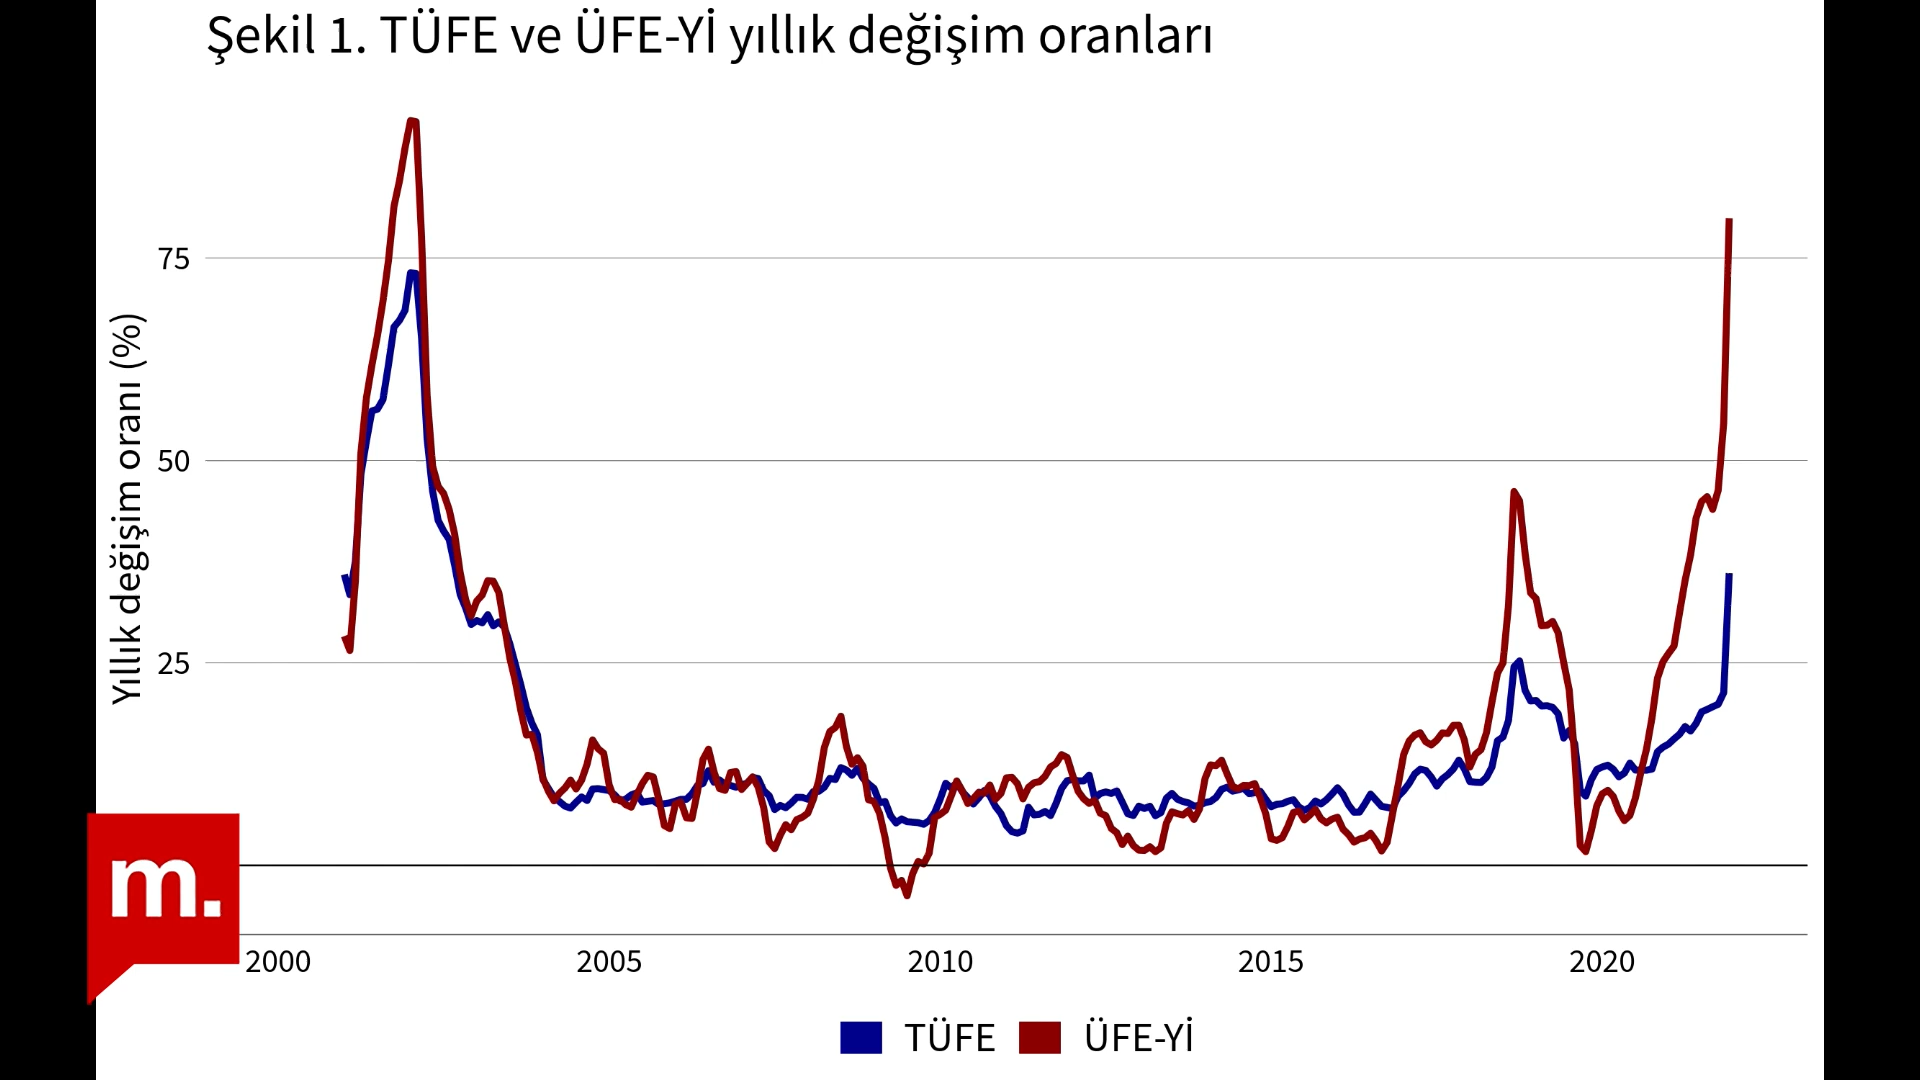 Şekil 1. TÜFE ve ÜFE-Yİ yıllık değişim oranları
Yıllık değişim oranı (%)
75
50
25
m.
2000 2005 2010 2015 2020
TÜFE ÜFE-Yİ